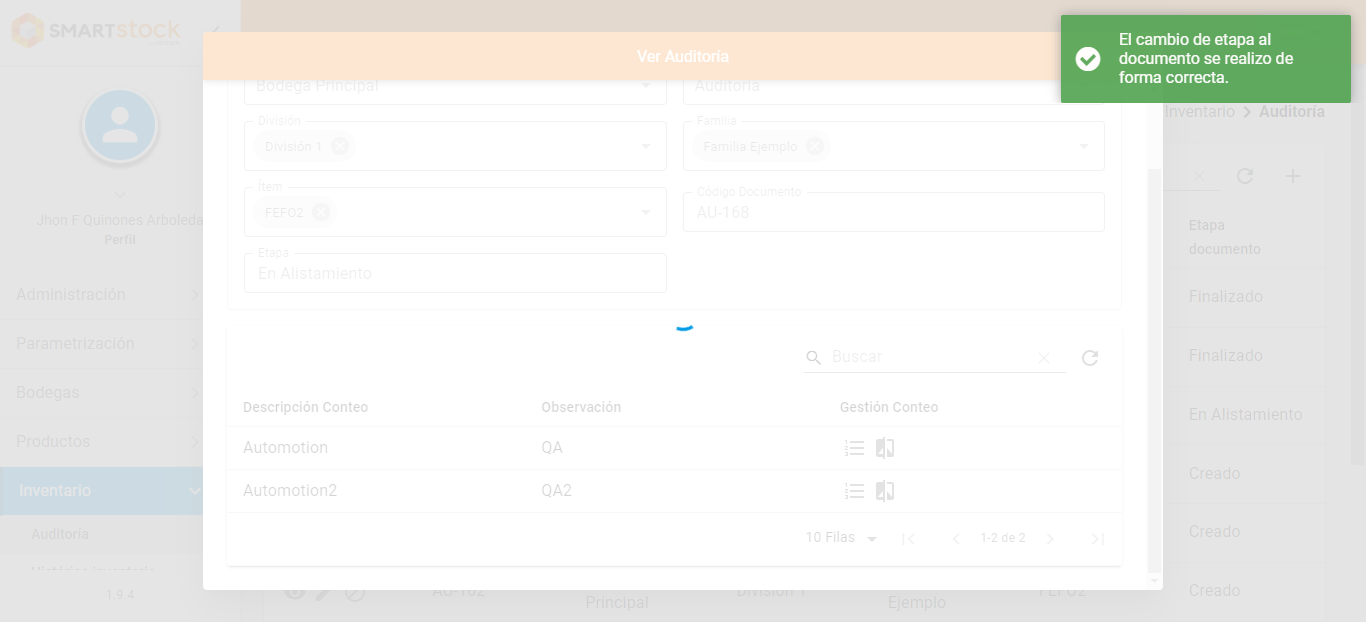 SMARTstock
Ver Auditoría
El cambio de etapa al
documento se realizo de
forma correcta.
Bodega Principal
Auditoria
Inventario > Auditoría
División
División 1
Familia
Familia Ejemplo
Ítem
FEFO2
Código Documento
AU-168
Etapa
En Alistamiento
Jhon F Quinones Arboleda
Perfil
Administración
Parametrización
Bodegas
Productos
Inventario
Auditoría
1.9.4
Buscar
Descripción Conteo
Observación
Gestión Conteo
Automotion
QA
Automotion2
QA2
10 Filas
1-2 de 2
Etapa
documento
Finalizado
Finalizado
En Alistamiento
Creado
Creado
Creado
Principal
División 1
Ejemplo
FEFO2